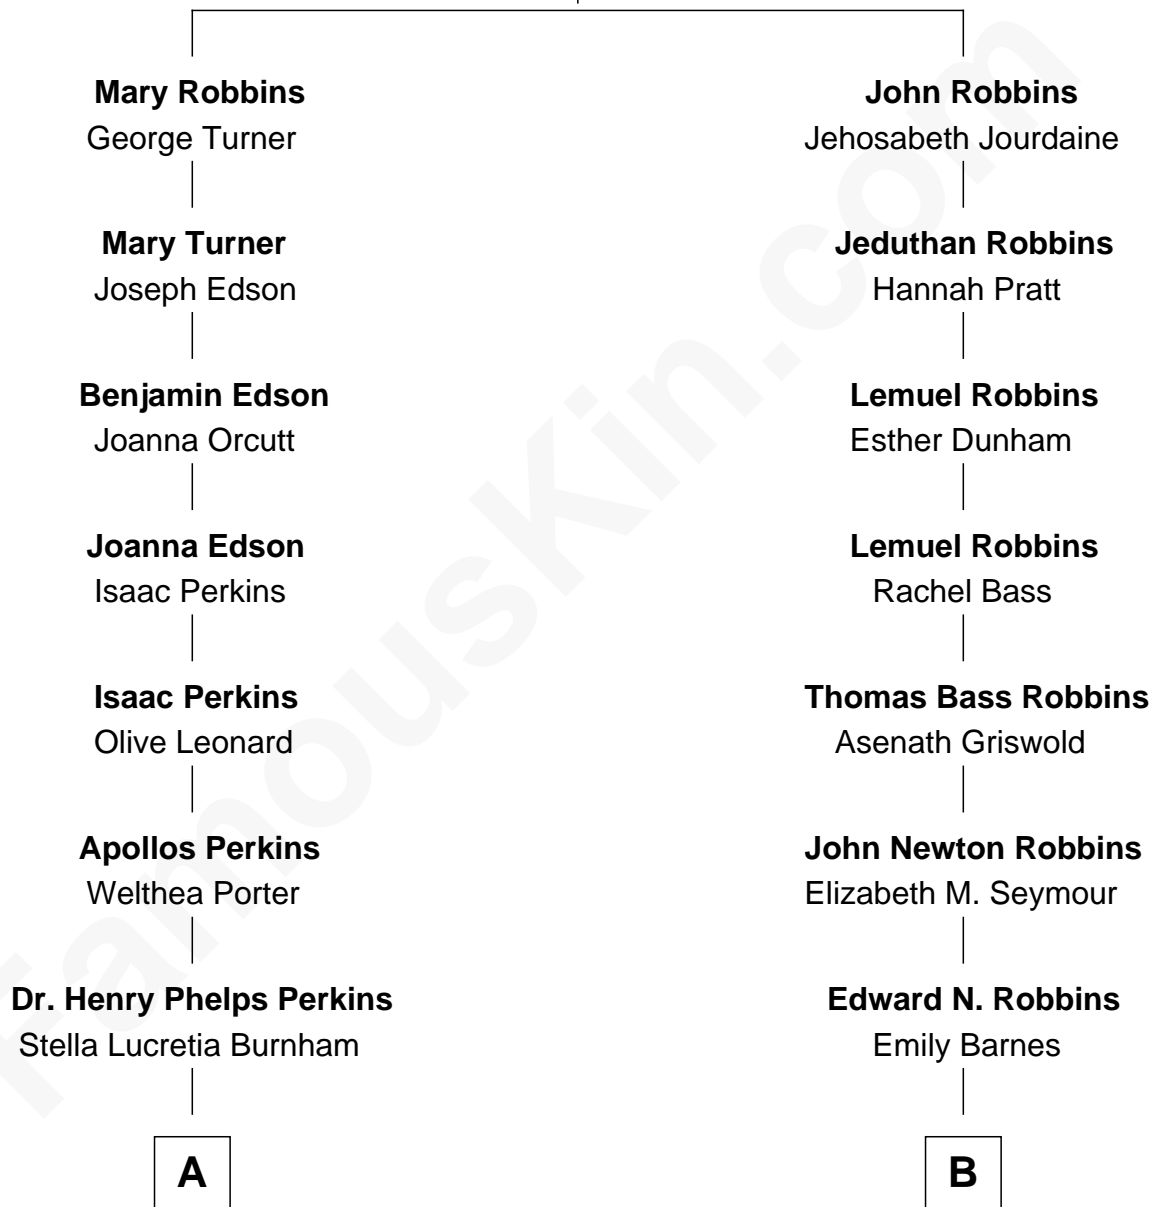 Mary Robbins
George Turner
Mary Turner
Joseph Edson
Benjamin Edson
Joanna Orcutt
Joanna Edson
Isaac Perkins
Isaac Perkins
Olive Leonard
Apollos Perkins
Welthea Porter
Dr. Henry Phelps Perkins
Stella Lucretia Burnham
A
John Robbins
Jehosabeth Jourdaine
Jeduthan Robbins
Hannah Pratt
Lemuel Robbins
Esther Dunham
Lemuel Robbins
Rachel Bass
Thomas Bass Robbins
Asenath Griswold
John Newton Robbins
Elizabeth M. Seymour
Edward N. Robbins
Emily Barnes
B
FamousKin.com